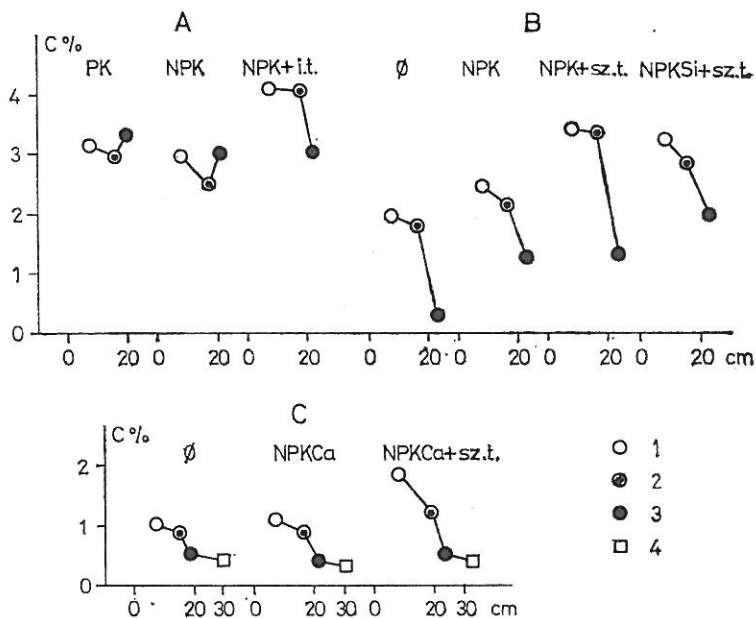 A B
C%
PK NPK NPK+i.t. Ø NPK NPK+sz.t. NPKSi+sz.t.
4
3
2
1
0
0 20 0 20 0 20 0 20 0 20 0 20 0 20 cm
C
C%
Ø NPKCa NPKCa+sz.t.
2
1
0
0 20 30 0 20 30 0 20 30 cm
1
2
3
4